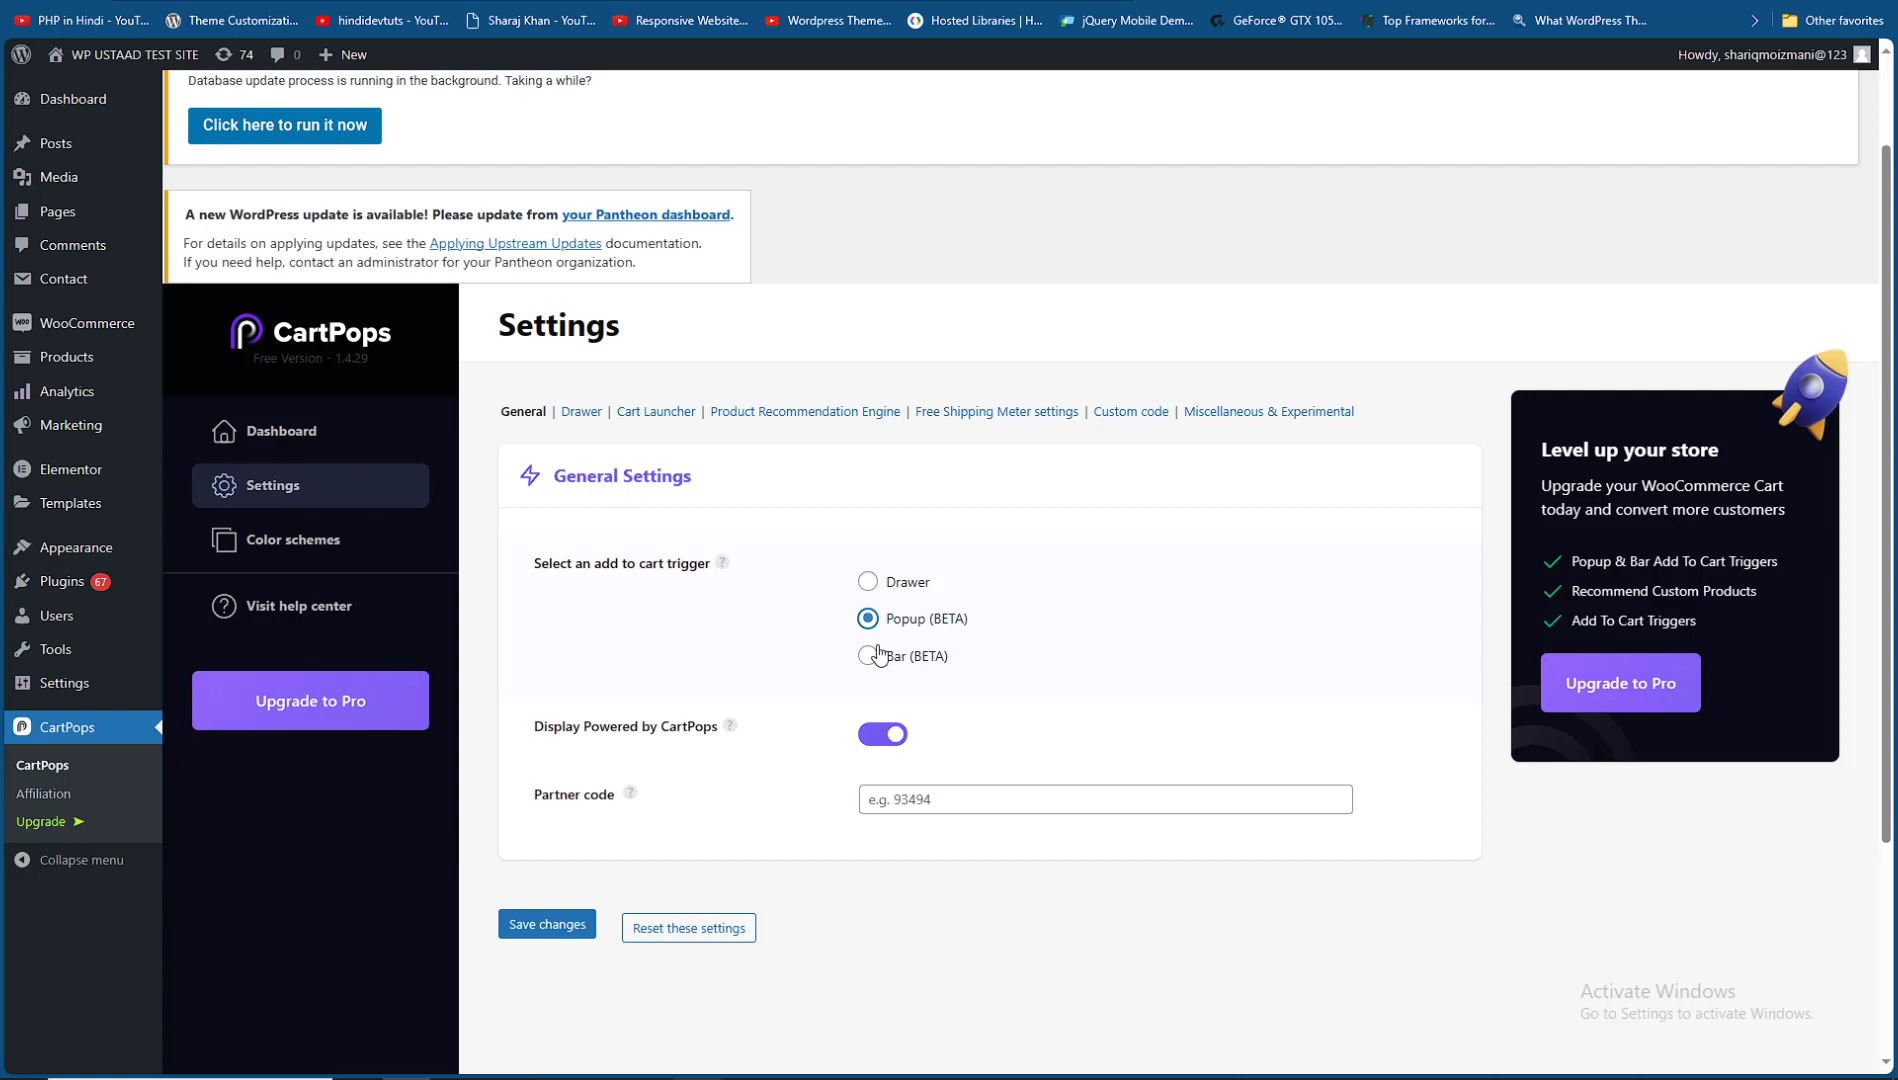 PHP in Hindi - YouT...
Theme Customizati...
hindidevtuts - YouT...
Sharaj Khan - YouT...
Responsive Website...
Wordpress Theme...
Hosted Libraries | H...
jQuery Mobile Dem...
GeForce® GTX 105...
Top Frameworks for...
What WordPress Th...
Other favorites
WP USTAAD TEST SITE
74
0
New
Howdy, shariqmoizmani@123
Database update process is running in the background. Taking a while?
Click here to run it now
A new WordPress update is available! Please update from your Pantheon dashboard.
For details on applying updates, see the Applying Upstream Updates documentation.
If you need help, contact an administrator for your Pantheon organization.
Dashboard
Posts
Media
Pages
Comments
Contact
WooCommerce
Products
Analytics
Marketing
Elementor
Templates
Appearance
Plugins 67
Users
Tools
Settings
CartPops
CartPops
Affiliation
Upgrade ➤
Collapse menu
CartPops
Free Version - 1.4.29
Dashboard
Settings
Color schemes
Visit help center
Upgrade to Pro
Settings
General | Drawer | Cart Launcher | Product Recommendation Engine | Free Shipping Meter settings | Custom code | Miscellaneous & Experimental
General Settings
Select an add to cart trigger ?
Drawer
Popup (BETA)
Bar (BETA)
Display Powered by CartPops ?
Partner code ?
e.g. 93494
Save changes
Reset these settings
Level up your store
Upgrade your WooCommerce Cart
today and convert more customers
Popup & Bar Add To Cart Triggers
Recommend Custom Products
Add To Cart Triggers
Upgrade to Pro
Activate Windows
Go to Settings to activate Windows.